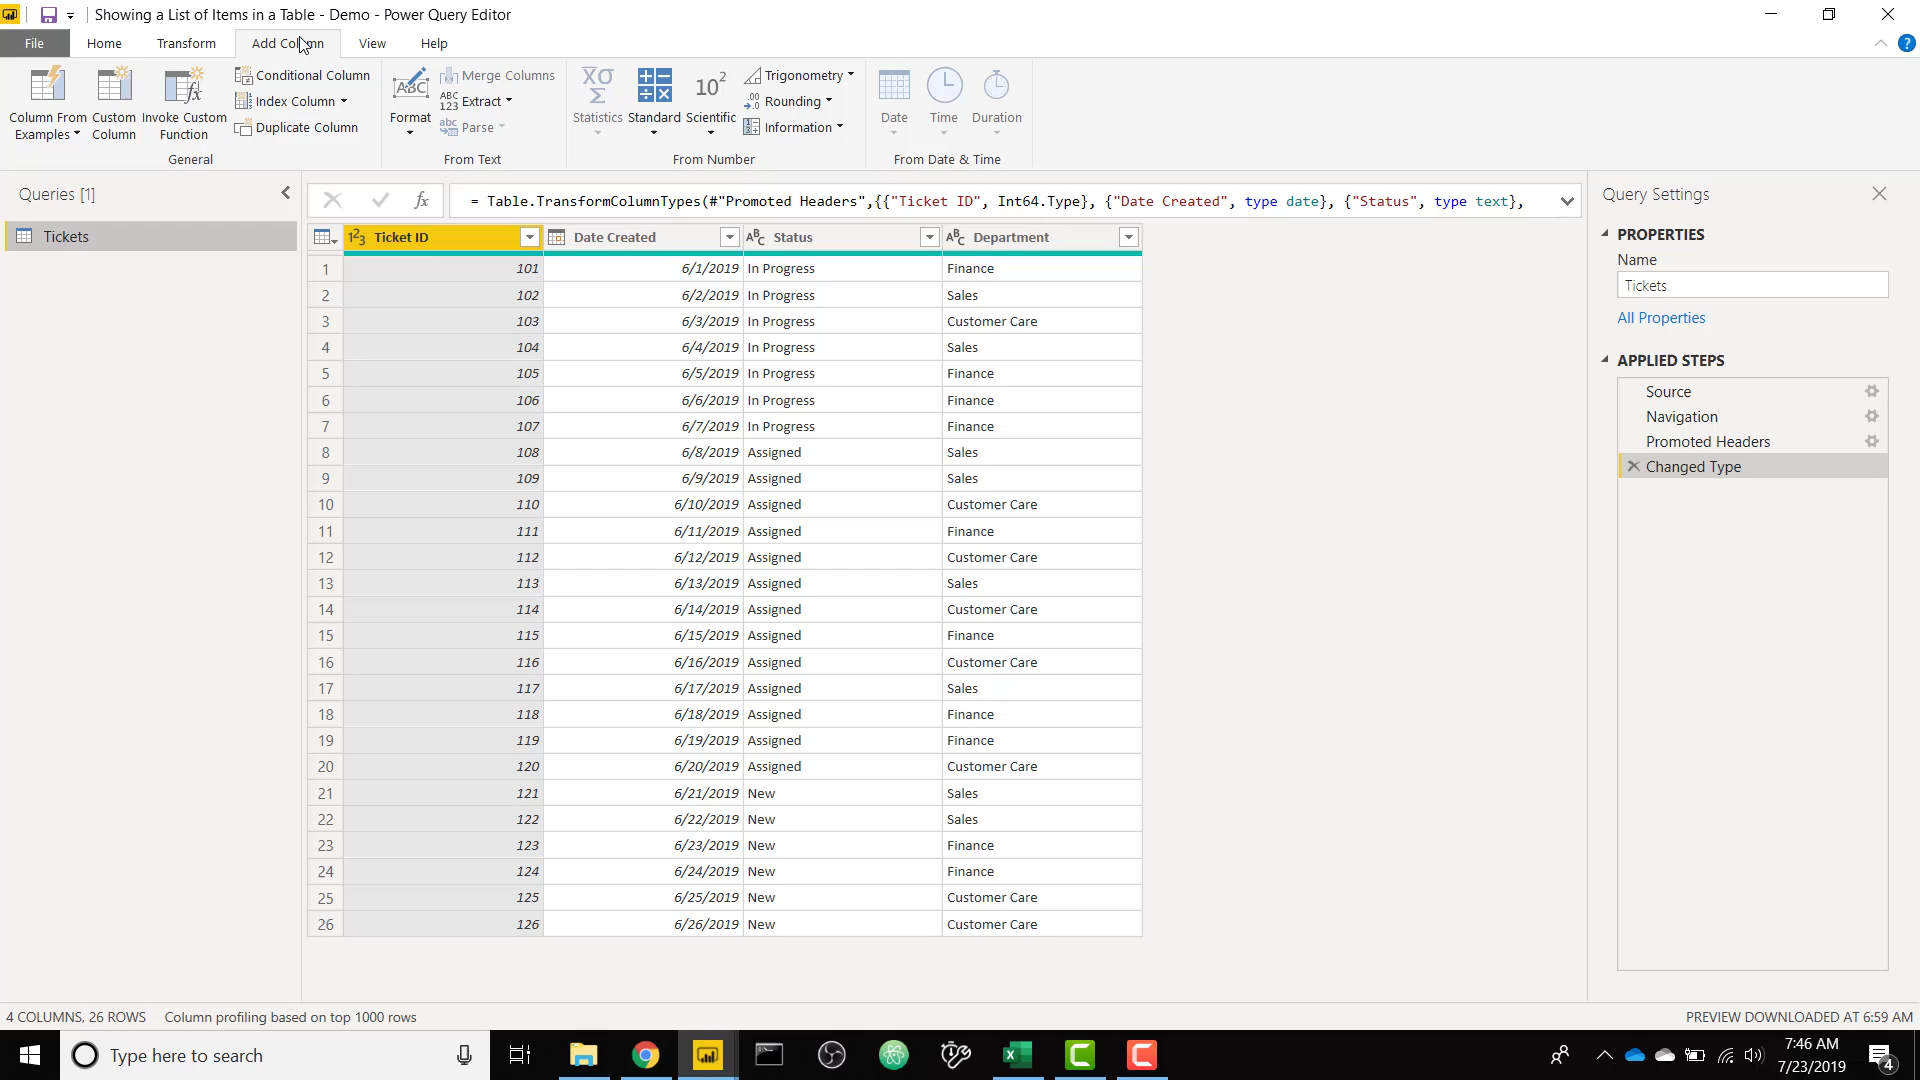 Showing a List of Items in a Table - Demo - Power Query Editor
File Home Transform Add Column View Help
Column From Examples
Custom Column
Invoke Custom Function
Conditional Column
Index Column
Duplicate Column
General
ABC Format
Merge Columns
ABC 123 Extract
abc Parse
From Text
XΣ Statistics
Standard
10² Scientific
Trigonometry
.00 Rounding
Information
From Number
Date
Time
Duration
From Date & Time
Queries [1]
Tickets
fx = Table.TransformColumnTypes(#"Promoted Headers",{{"Ticket ID", Int64.Type}, {"Date Created", type date}, {"Status", type text},
123 Ticket ID Date Created ABC Status ABC Department
1 101 6/1/2019 In Progress Finance
2 102 6/2/2019 In Progress Sales
3 103 6/3/2019 In Progress Customer Care
4 104 6/4/2019 In Progress Sales
5 105 6/5/2019 In Progress Finance
6 106 6/6/2019 In Progress Finance
7 107 6/7/2019 In Progress Finance
8 108 6/8/2019 Assigned Sales
9 109 6/9/2019 Assigned Sales
10 110 6/10/2019 Assigned Customer Care
11 111 6/11/2019 Assigned Finance
12 112 6/12/2019 Assigned Customer Care
13 113 6/13/2019 Assigned Sales
14 114 6/14/2019 Assigned Customer Care
15 115 6/15/2019 Assigned Finance
16 116 6/16/2019 Assigned Customer Care
17 117 6/17/2019 Assigned Sales
18 118 6/18/2019 Assigned Finance
19 119 6/19/2019 Assigned Finance
20 120 6/20/2019 Assigned Customer Care
21 121 6/21/2019 New Sales
22 122 6/22/2019 New Sales
23 123 6/23/2019 New Finance
24 124 6/24/2019 New Finance
25 125 6/25/2019 New Customer Care
26 126 6/26/2019 New Customer Care
Query Settings
PROPERTIES
Name
Tickets
All Properties
APPLIED STEPS
Source
Navigation
Promoted Headers
Changed Type
4 COLUMNS, 26 ROWS Column profiling based on top 1000 rows PREVIEW DOWNLOADED AT 6:59 AM
Type here to search
7:46 AM
7/23/2019
4